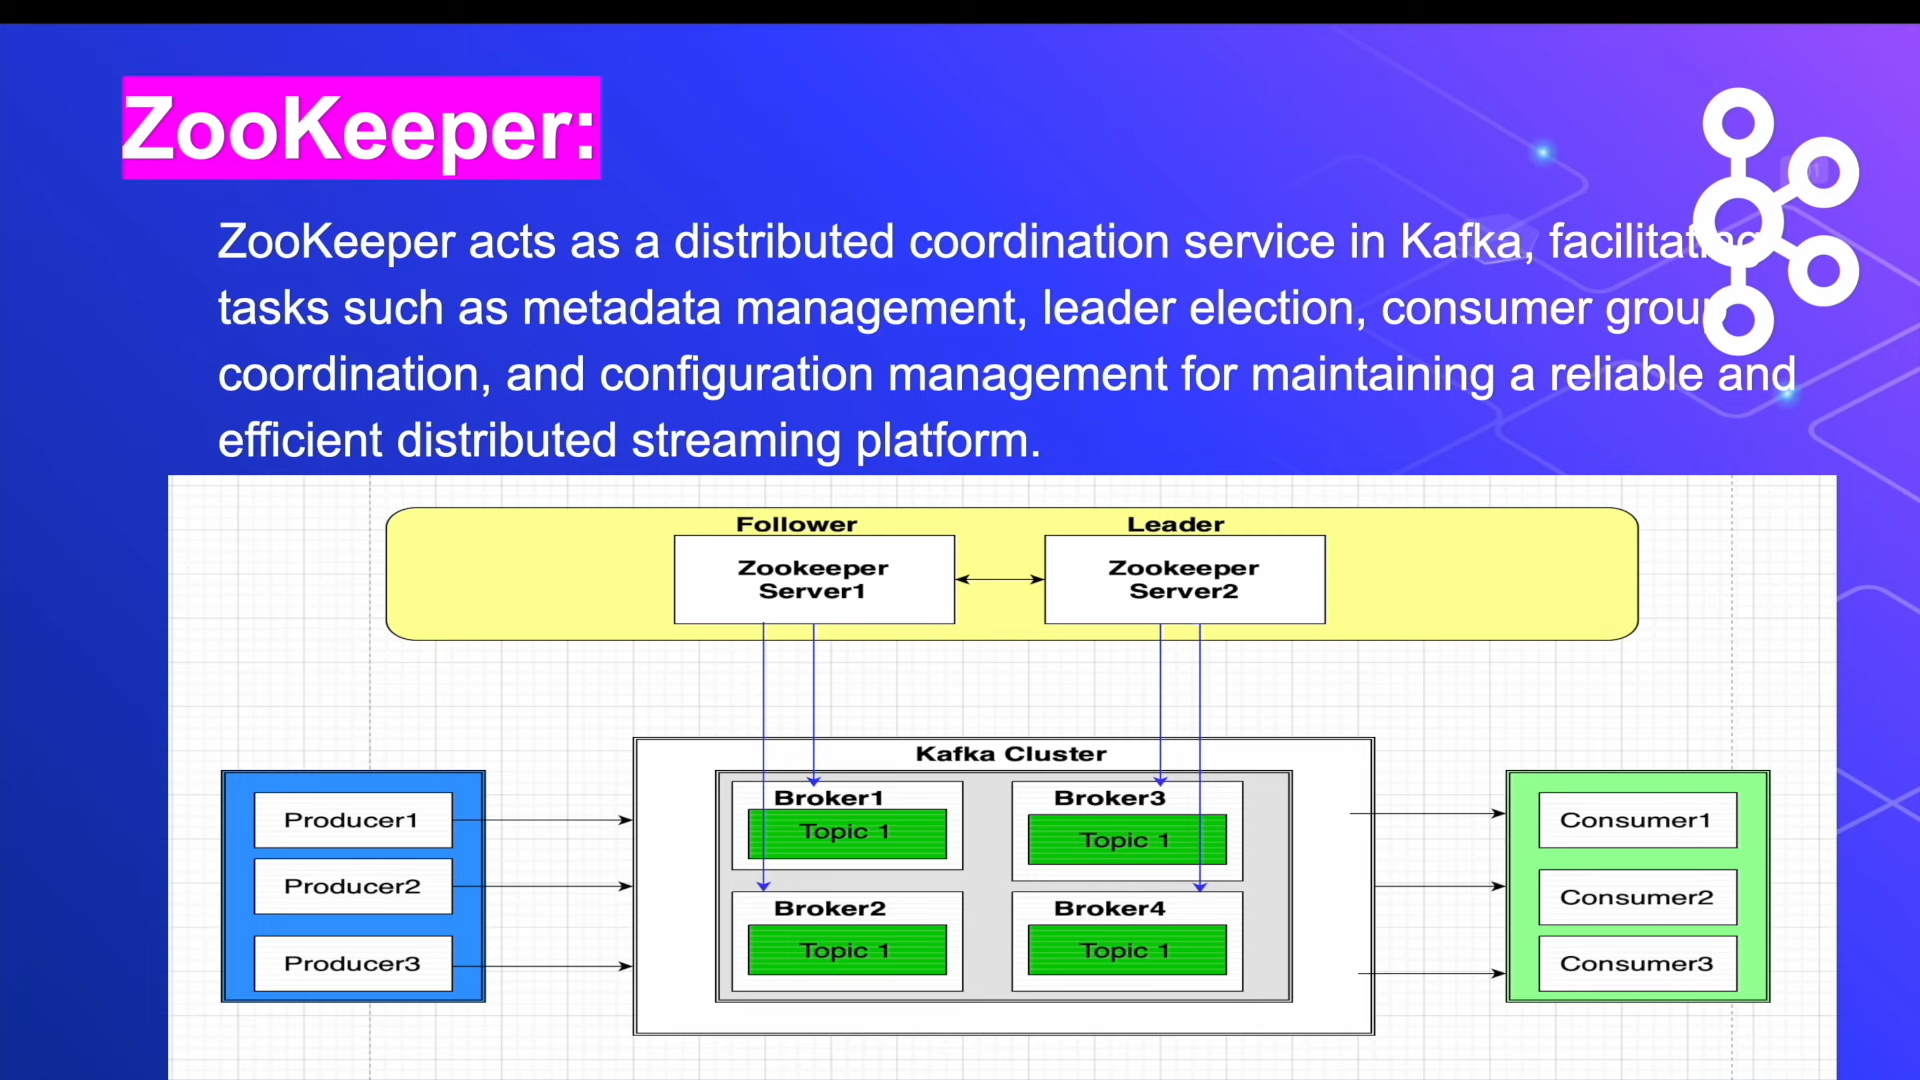 ZooKeeper:
ZooKeeper acts as a distributed coordination service in Kafka, facilitating
tasks such as metadata management, leader election, consumer group
coordination, and configuration management for maintaining a reliable and
efficient distributed streaming platform.
Follower
Leader
Zookeeper
Server1
Zookeeper
Server2
Kafka Cluster
Producer1
Producer2
Producer3
Broker1
Topic 1
Broker3
Topic 1
Broker2
Topic 1
Broker4
Topic 1
Consumer1
Consumer2
Consumer3